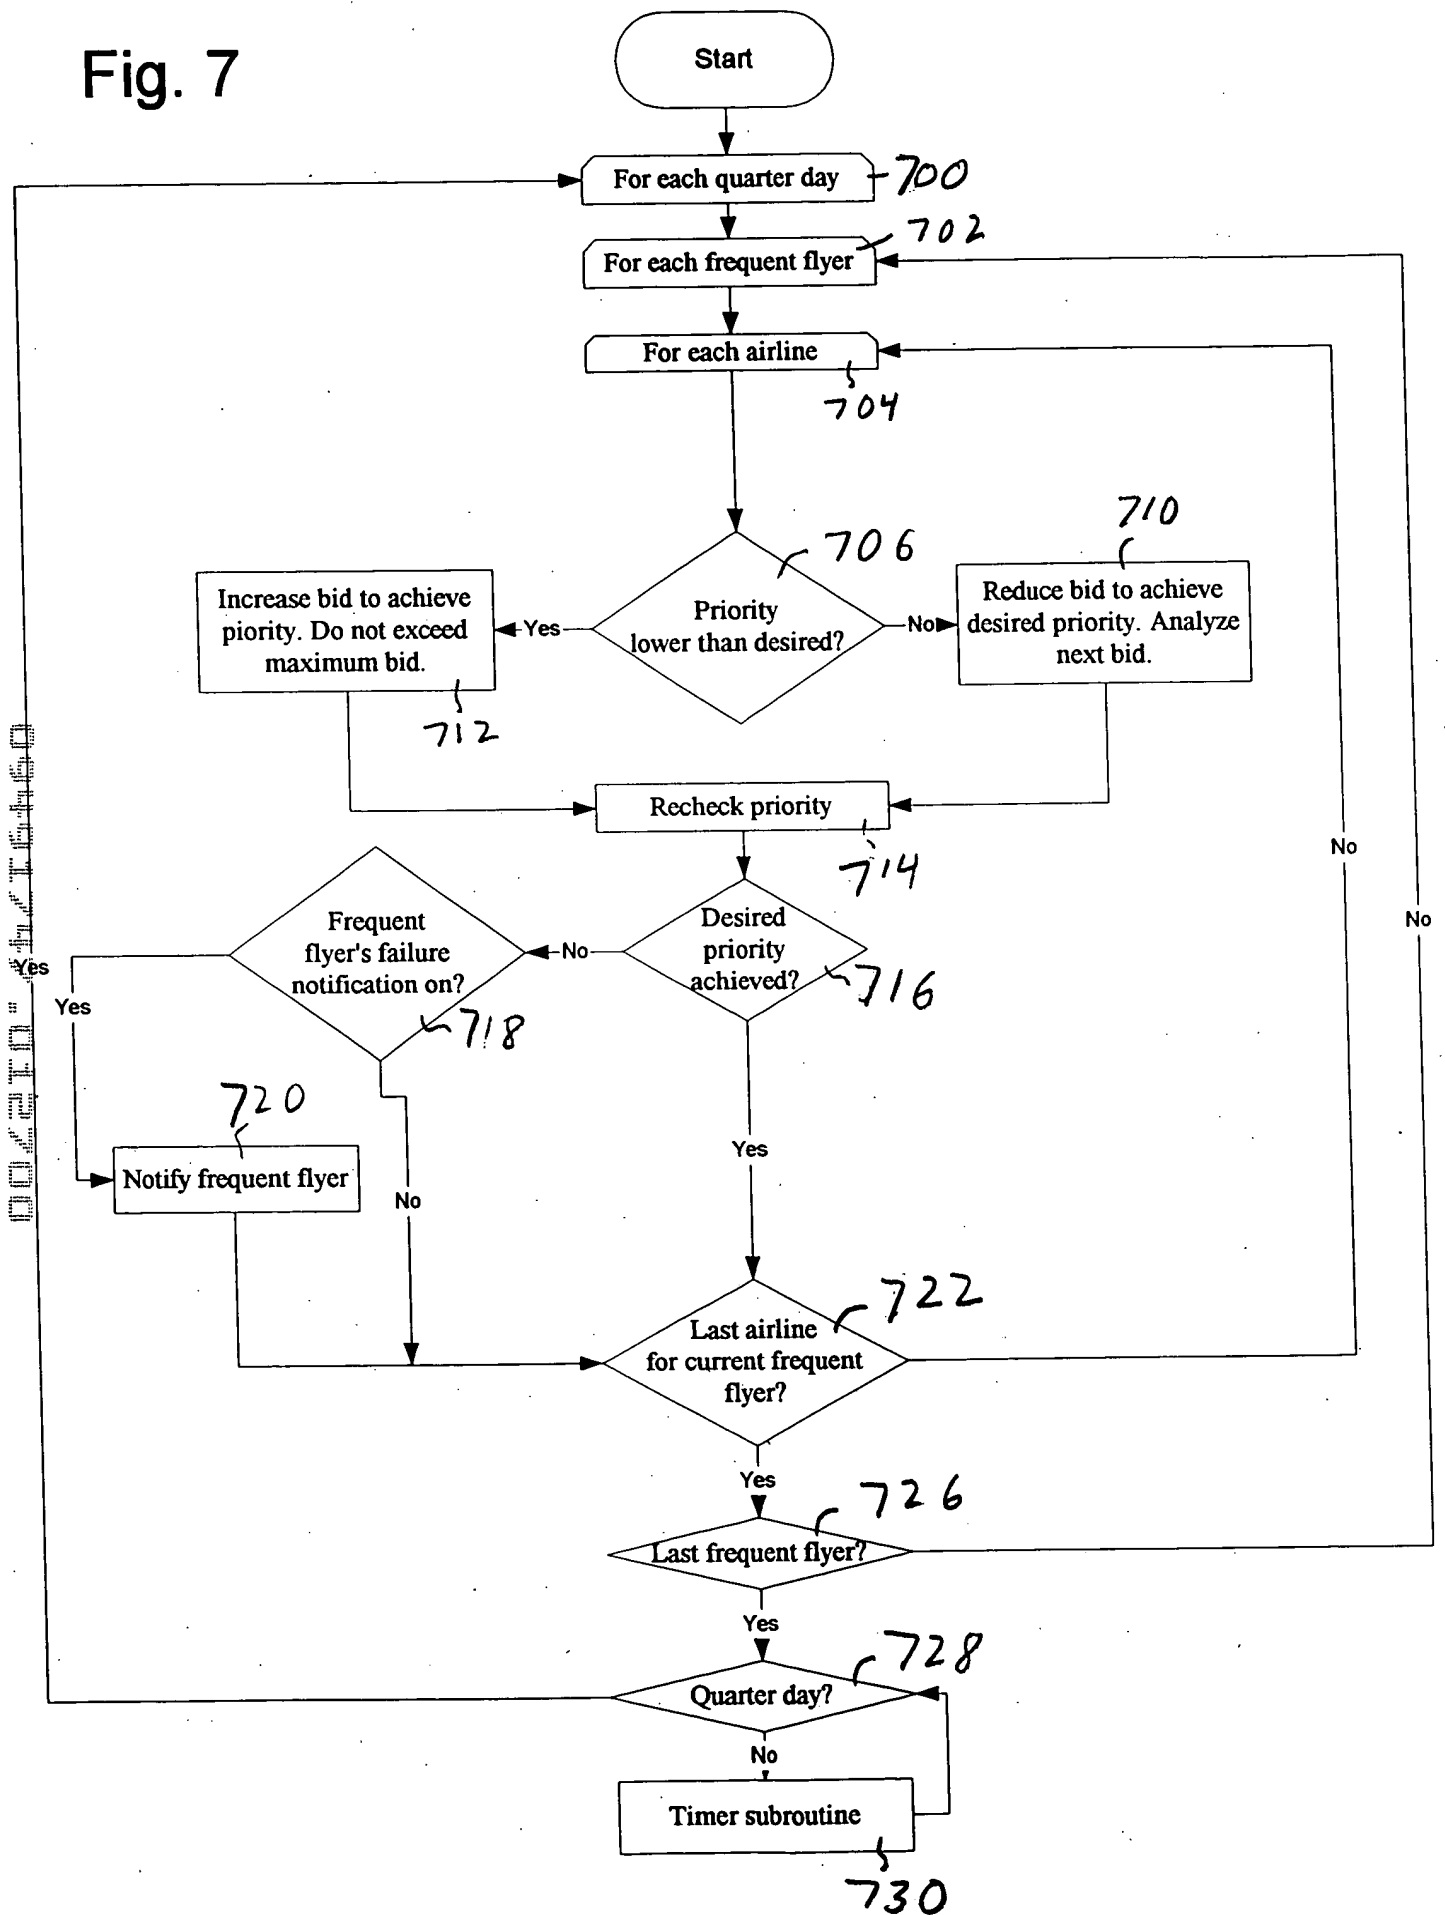 Fig. 7
Start
For each quarter day
700
702
For each frequent flyer
For each airline
704
710
706
Increase bid to achieve
piority. Do not exceed
maximum bid.
Yes
Priority
lower than desired?
No
Reduce bid to achieve
desired priority. Analyze
next bid.
712
Recheck priority
714
No
No
Frequent
flyer's failure
notification on?
No
Desired
priority
achieved?
716
Yes
Yes
718
720
Notify frequent flyer
No
Yes
722
Last airline
for current frequent
flyer?
Yes
726
Last frequent flyer?
Yes
728
Quarter day?
No
Timer subroutine
730